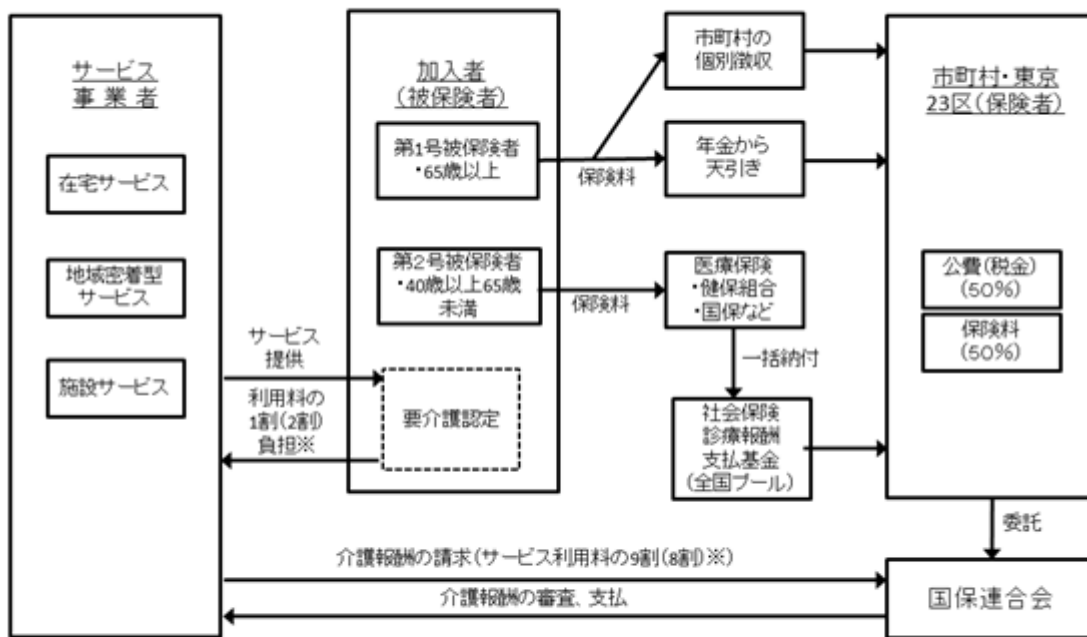 サービス
事業者
在宅サービス
地域密着型
サービス
施設サービス
サービス
提供
利用料の
1割(2割)
負担※
加入者
(被保険者)
第1号被保険者
・65歳以上
第2号被保険者
・40歳以上65歳
未満
要介護認定
保険料
保険料
市町村の
個別徴収
年金から
天引き
医療保険
・健保組合
・国保など
一括納付
社会保険
診療報酬
支払基金
(全国プール)
市町村・東京
23区(保険者)
公費(税金)
(50%)
保険料
(50%)
委託
介護報酬の請求(サービス利用料の9割(8割)※)
介護報酬の審査、支払
国保連合会